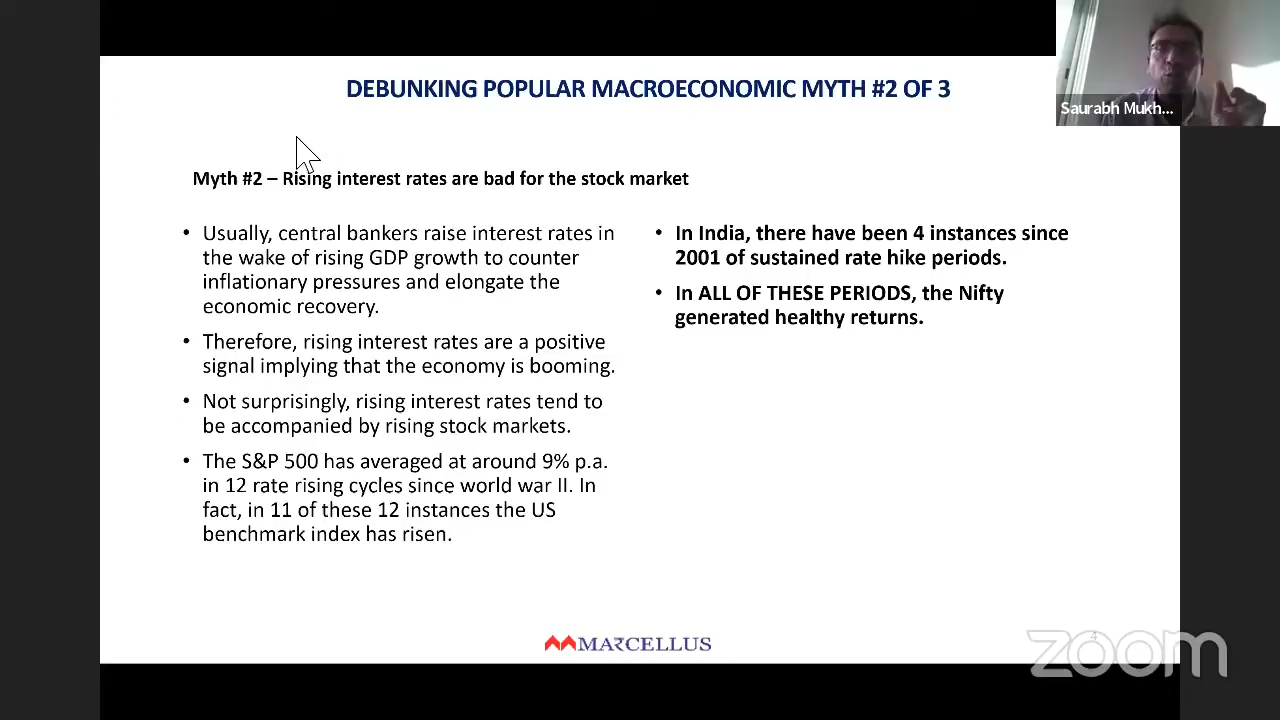 DEBUNKING POPULAR MACROECONOMIC MYTH #2 OF 3
Saurabh Mukh...
Myth #2 – Rising interest rates are bad for the stock market
• Usually, central bankers raise interest rates in
the wake of rising GDP growth to counter
inflationary pressures and elongate the
economic recovery.
• Therefore, rising interest rates are a positive
signal implying that the economy is booming.
• Not surprisingly, rising interest rates tend to
be accompanied by rising stock markets.
• The S&P 500 has averaged at around 9% p.a.
in 12 rate rising cycles since world war II. In
fact, in 11 of these 12 instances the US
benchmark index has risen.
• In India, there have been 4 instances since
2001 of sustained rate hike periods.
• In ALL OF THESE PERIODS, the Nifty
generated healthy returns.
MARCELLUS
4
zoom